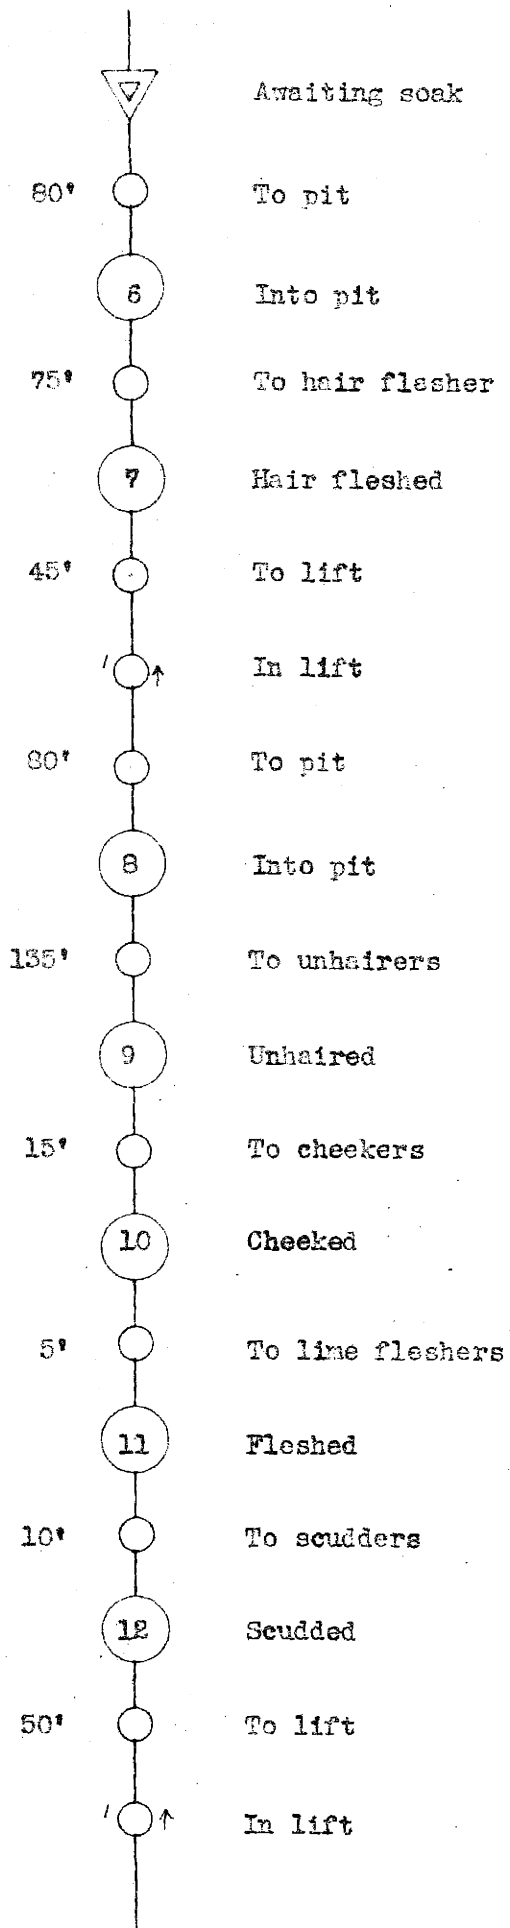 Awaiting soak
80' To pit
6 Into pit
75' To hair flesher
7 Hair fleshed
45' To lift
' ↑ In lift
80' To pit
8 Into pit
135' To unhairers
9 Unhaired
15' To cheekers
10 Cheeked
5' To lime fleshers
11 Fleshed
10' To scudders
12 Scudded
50' To lift
' ↑ In lift